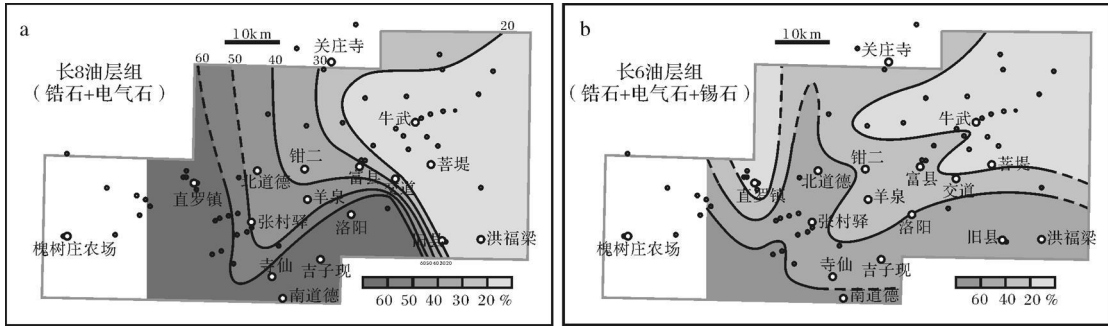 a
20
10km
关庄寺
60
50
40
30
长8油层组
（锆石+电气石）
牛武
钳二
菩堤
富县
交道
北道德
直罗镇
羊泉
张村驿
洛阳
旧县
洪福梁
槐树庄农场
寺仙
吉子现
南道德
60 50 40 30 20 %
b
10km
关庄寺
长6油层组
（锆石+电气石+锡石）
牛武
钳二
菩堤
富县
交道
北道德
直罗镇
羊泉
张村驿
洛阳
旧县
洪福梁
槐树庄农场
寺仙
吉子现
南道德
60 40 20 %